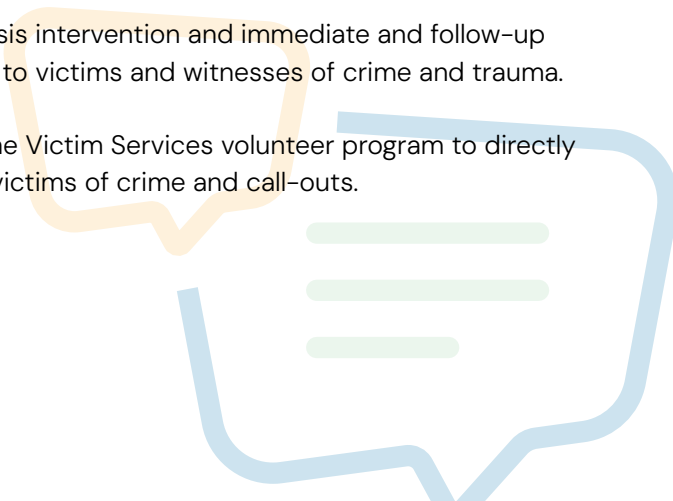 sis intervention and immediate and follow-up
to victims and witnesses of crime and trauma.
ne Victim Services volunteer program to directly
victims of crime and call-outs.